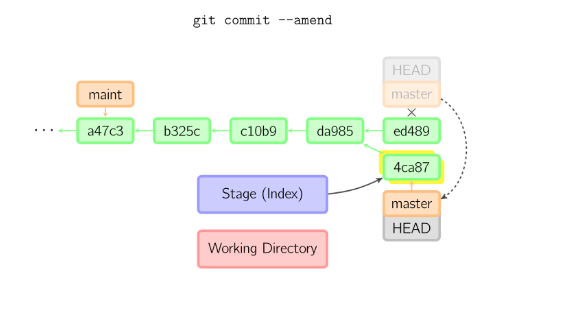 git commit --amend
HEAD
maint
master
... a47c3 b325c c10b9 da985 ed489
4ca87
Stage (Index)
master
HEAD
Working Directory